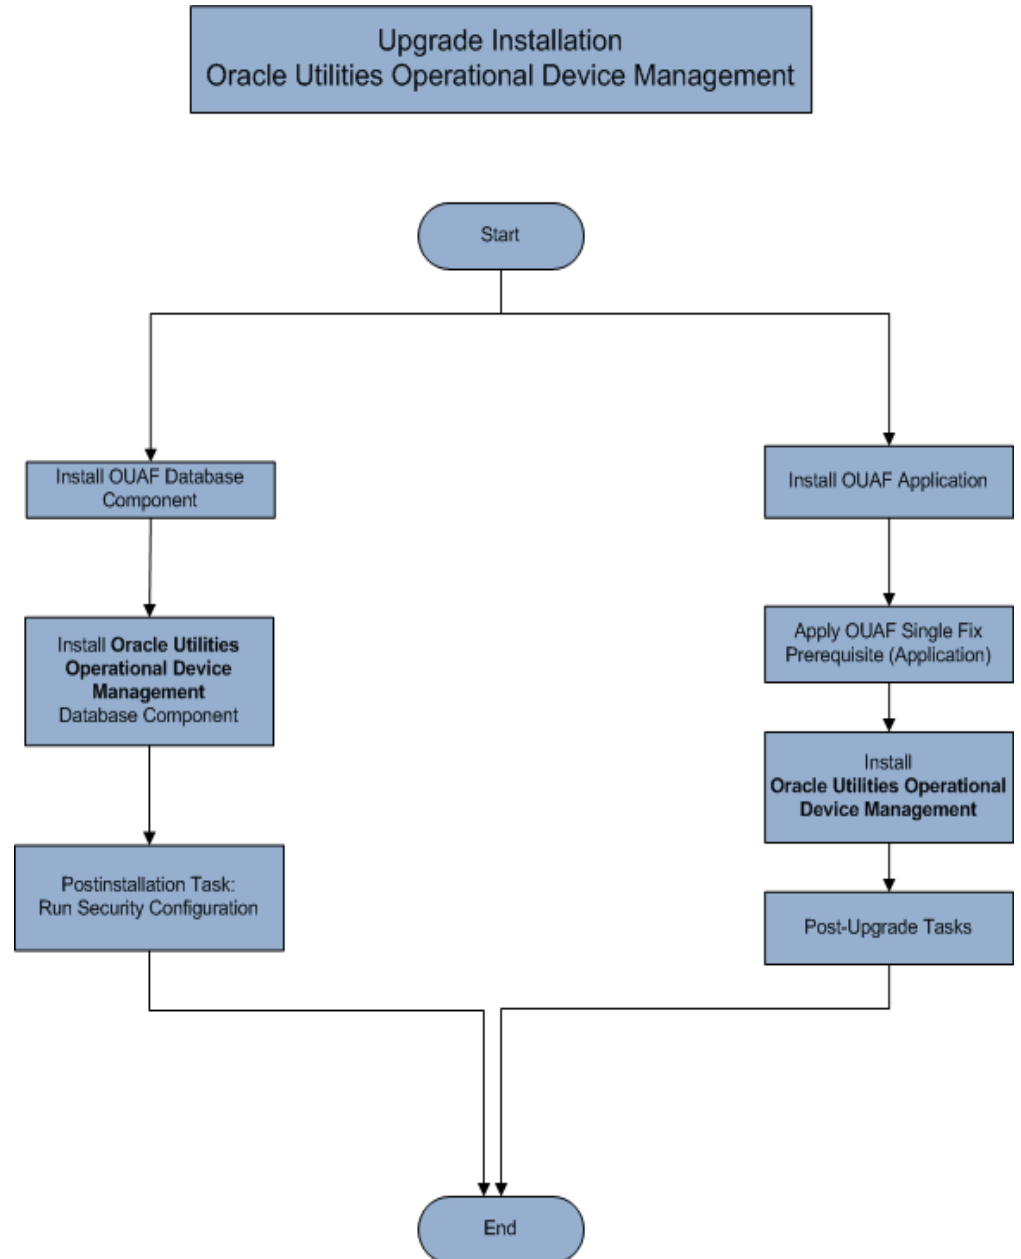 Upgrade Installation
Oracle Utilities Operational Device Management
Start
Install OUAF Database
Component
Install Oracle Utilities
Operational Device
Management
Database Component
Postinstallation Task:
Run Security Configuration
Install OUAF Application
Apply OUAF Single Fix
Prerequisite (Application)
Install
Oracle Utilities Operational
Device Management
Post-Upgrade Tasks
End